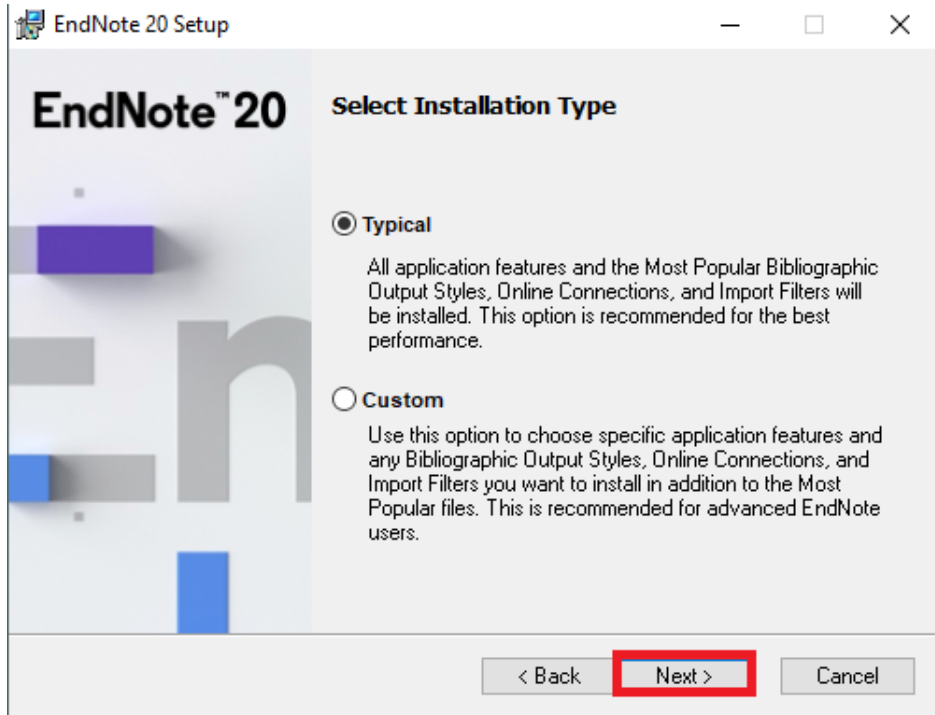 EndNote 20 Setup
EndNote™20
Select Installation Type
Typical
All application features and the Most Popular Bibliographic
Output Styles, Online Connections, and Import Filters will
be installed. This option is recommended for the best
performance.
Custom
Use this option to choose specific application features and
any Bibliographic Output Styles, Online Connections, and
Import Filters you want to install in addition to the Most
Popular files. This is recommended for advanced EndNote
users.
< Back
Next >
Cancel